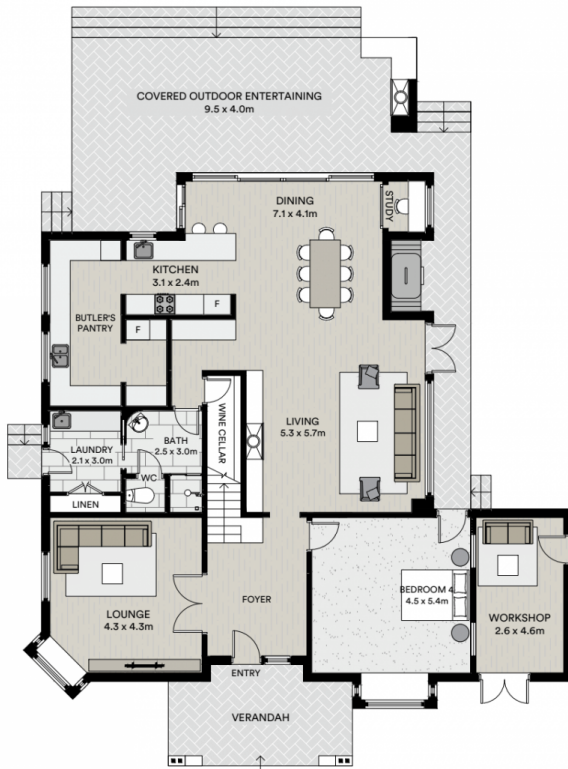 COVERED OUTDOOR ENTERTAINING
9.5 x 4.0m
DINING
7.1 x 4.1m
STUDY
KITCHEN
3.1 x 2.4m
F
BUTLER'S
PANTRY
F
WINE CELLAR
LIVING
5.3 x 5.7m
BATH
2.5 x 3.0m
LAUNDRY
2.1 x 3.0m
WC
LINEN
LOUNGE
4.3 x 4.3m
FOYER
BEDROOM 4
4.5 x 5.4m
WORKSHOP
2.6 x 4.6m
ENTRY
VERANDAH